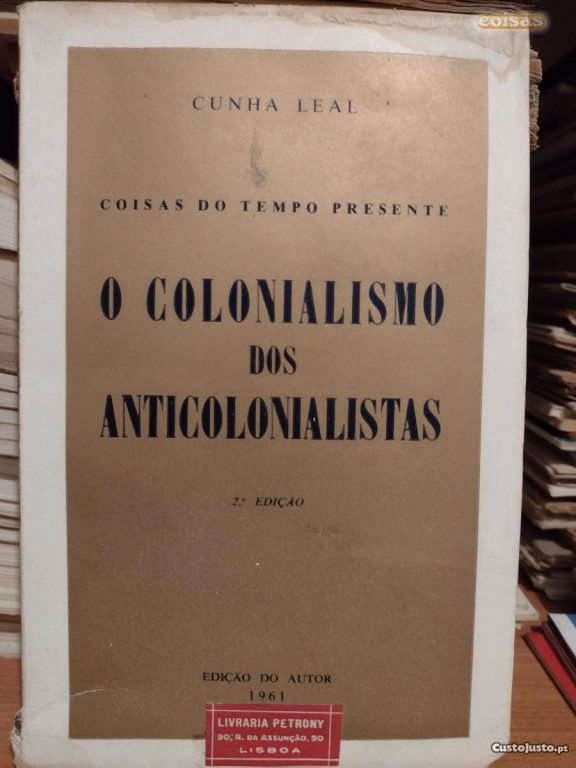 coisas
CUNHA LEAL
COISAS DO TEMPO PRESENTE
O COLONIALISMO
DOS
ANTICOLONIALISTAS
2.ª EDIÇÃO
EDIÇÃO DO AUTOR
1961
LIVRARIA PETRONY
90, R. DA ASSUNÇÃO, 90
LISBOA
CustoJusto.pt